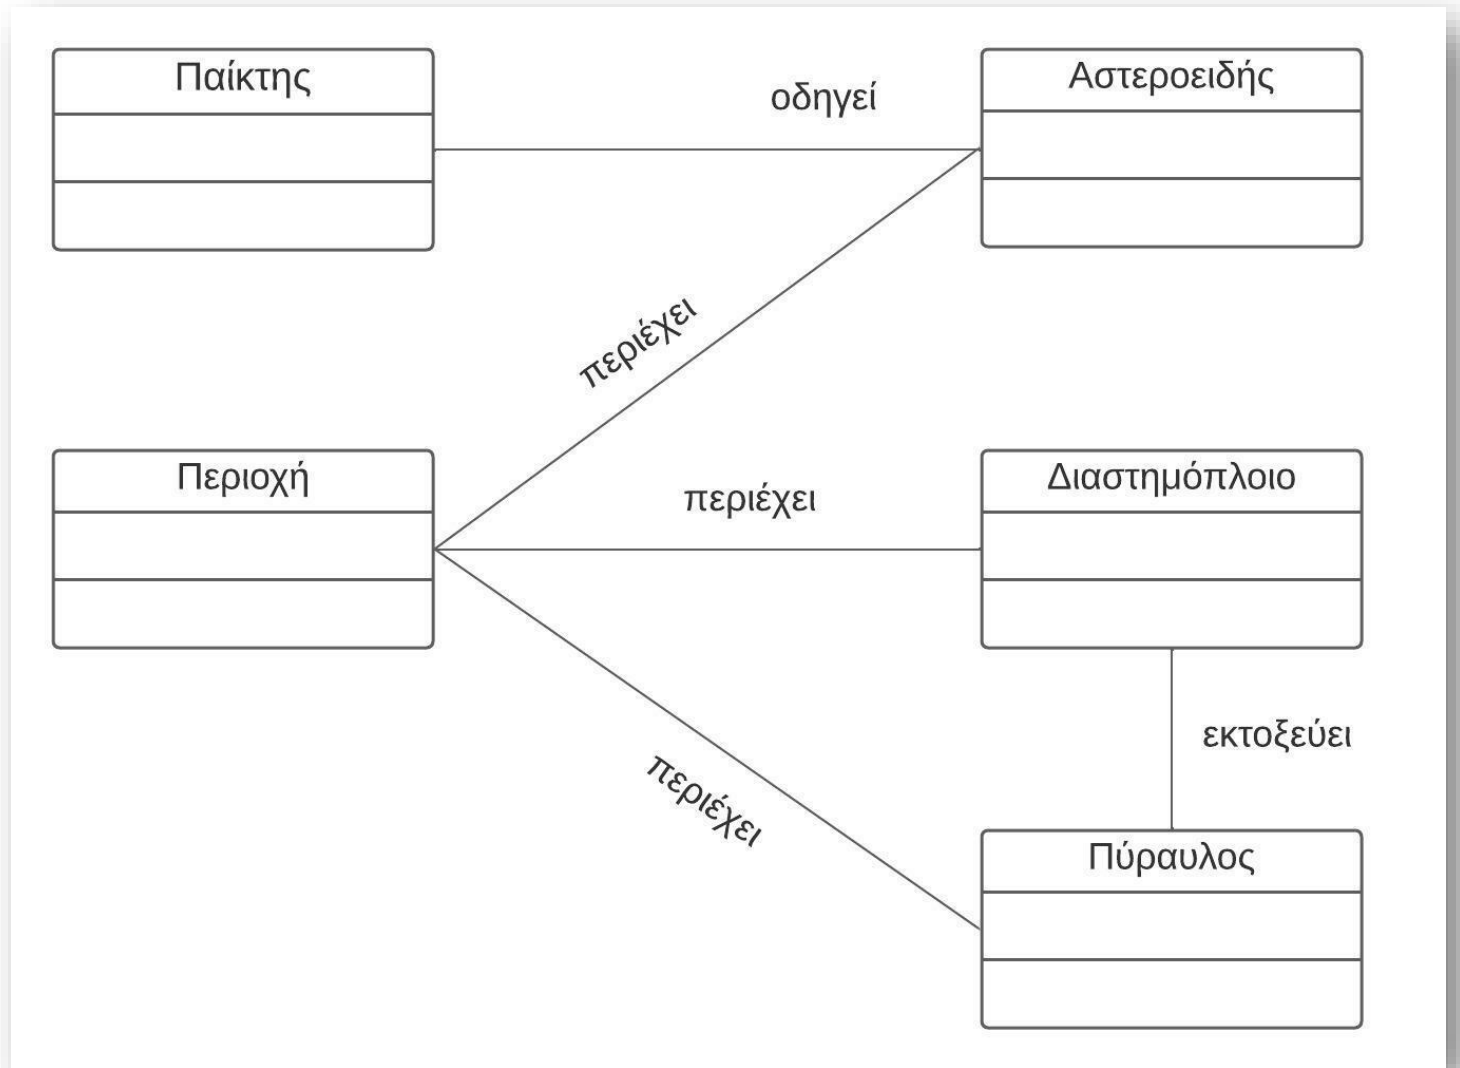 Παίκτης
οδηγεί
Αστεροειδής
περιέχει
Περιοχή
περιέχει
Διαστημόπλοιο
περιέχει
εκτοξεύει
Πύραυλος